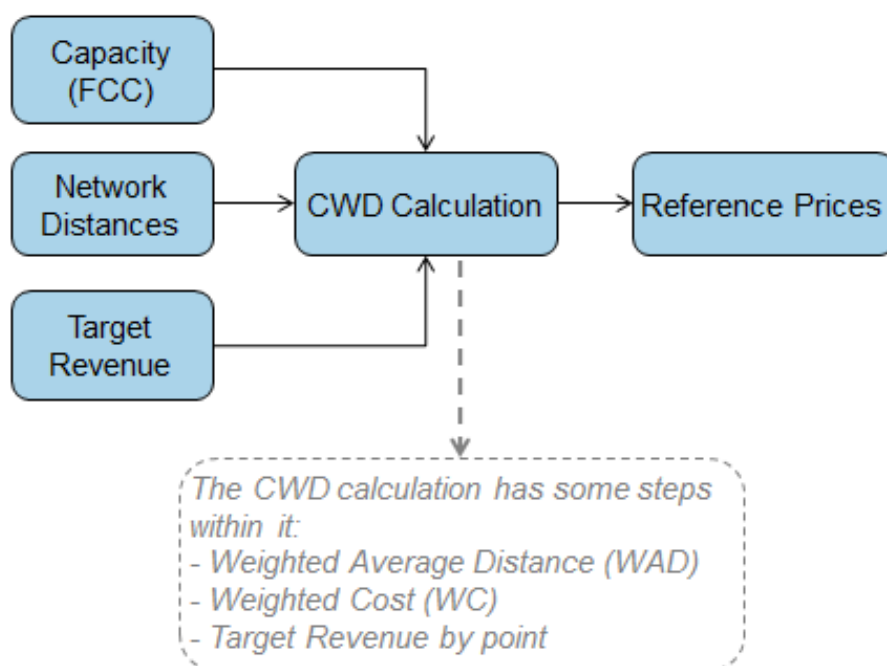 Capacity
(FCC)
Network
Distances
CWD Calculation
Reference Prices
Target
Revenue
The CWD calculation has some steps
within it:
- Weighted Average Distance (WAD)
- Weighted Cost (WC)
- Target Revenue by point